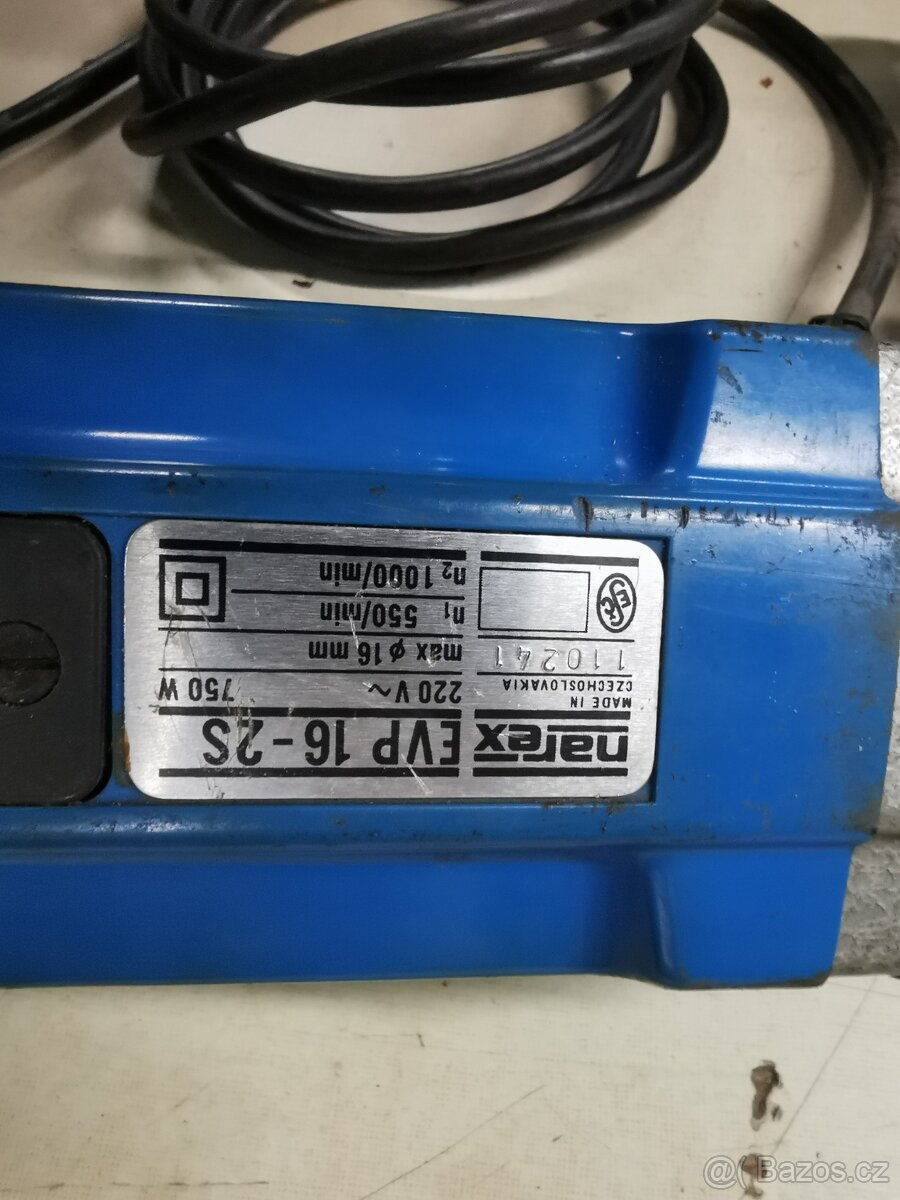 narex EVP 16-2S
MADE IN CZECHOSLOVAKIA 220 V ~ 750 W
110241 max ø 16 mm
ESČ n₁ 550/min
n₂ 1000/min
@ Bazos.cz